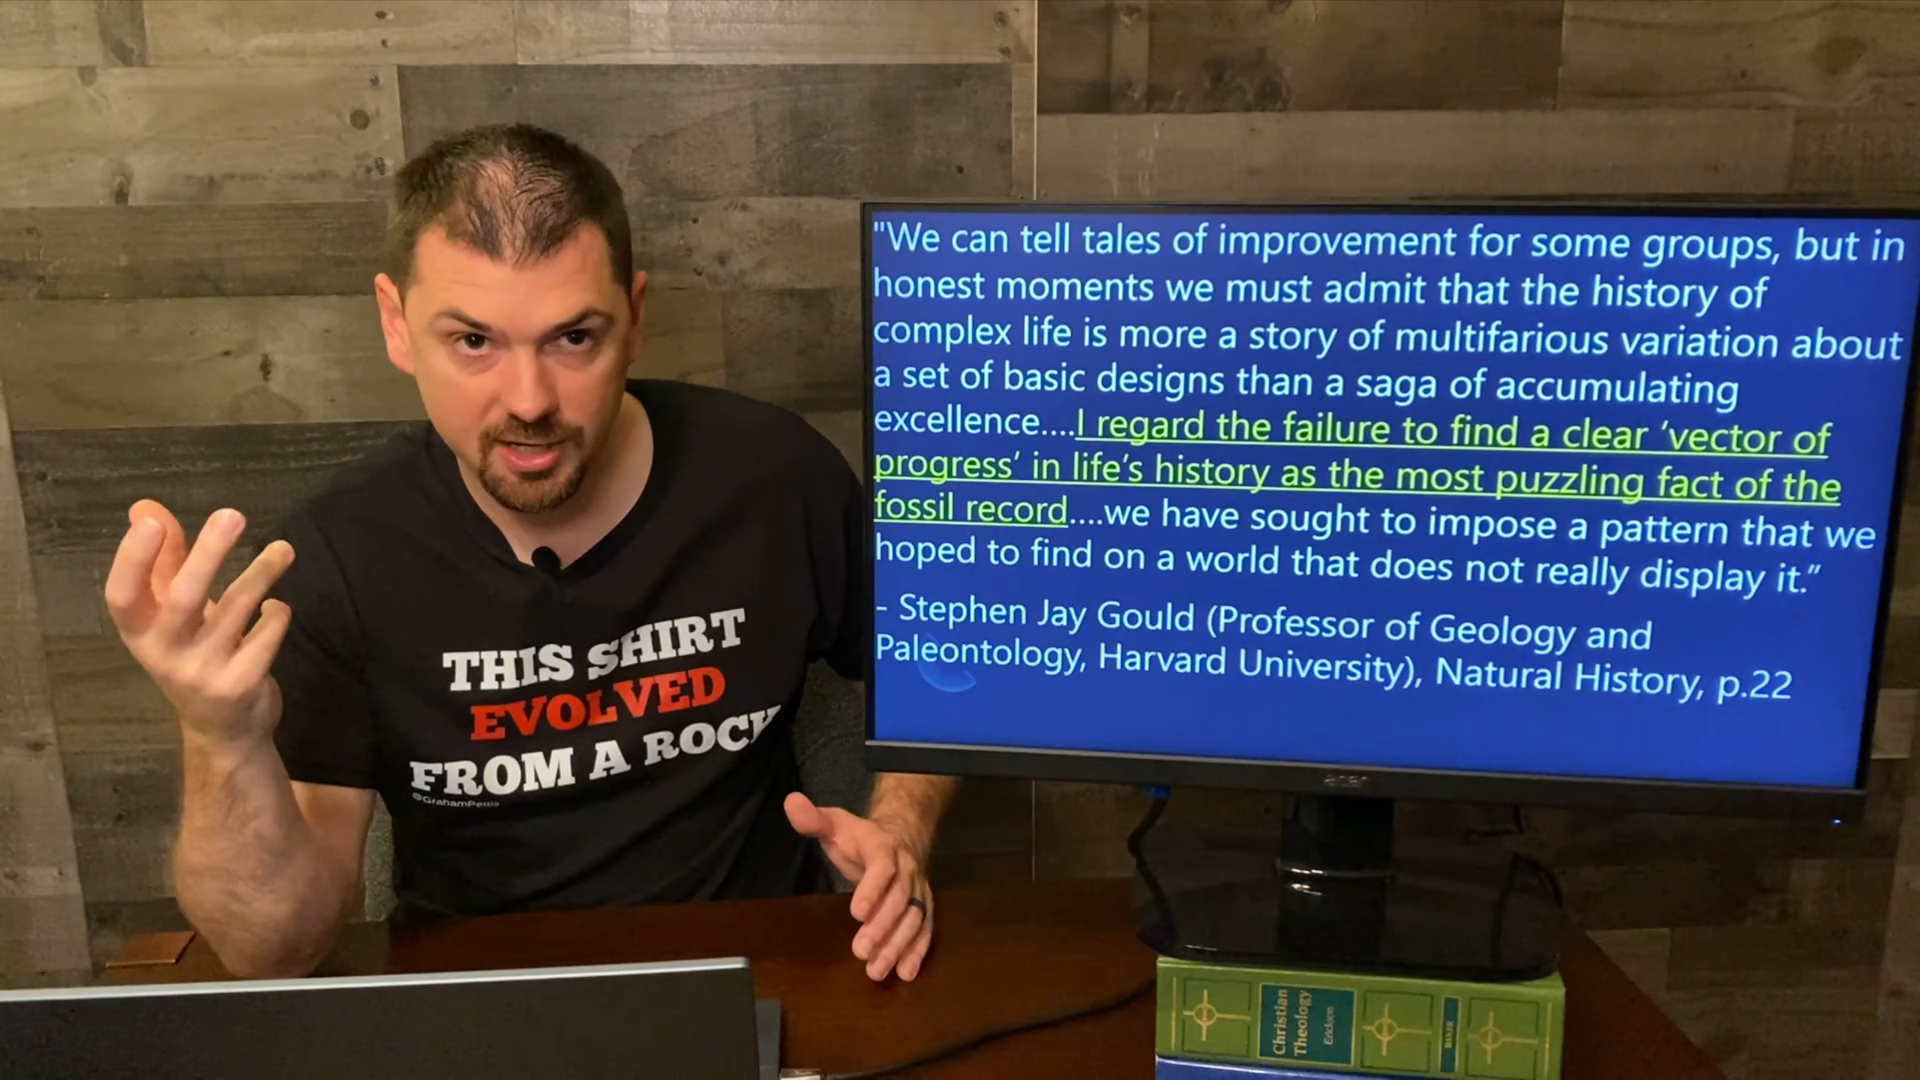 "We can tell tales of improvement for some groups, but in
honest moments we must admit that the history of
complex life is more a story of multifarious variation about
a set of basic designs than a saga of accumulating
excellence....I regard the failure to find a clear ‘vector of
progress’ in life’s history as the most puzzling fact of the
fossil record....we have sought to impose a pattern that we
hoped to find on a world that does not really display it.”
- Stephen Jay Gould (Professor of Geology and
Paleontology, Harvard University), Natural History, p.22
THIS SHIRT
EVOLVED
FROM A ROCK
acer
Christian
Theology
Erickson
BAKER